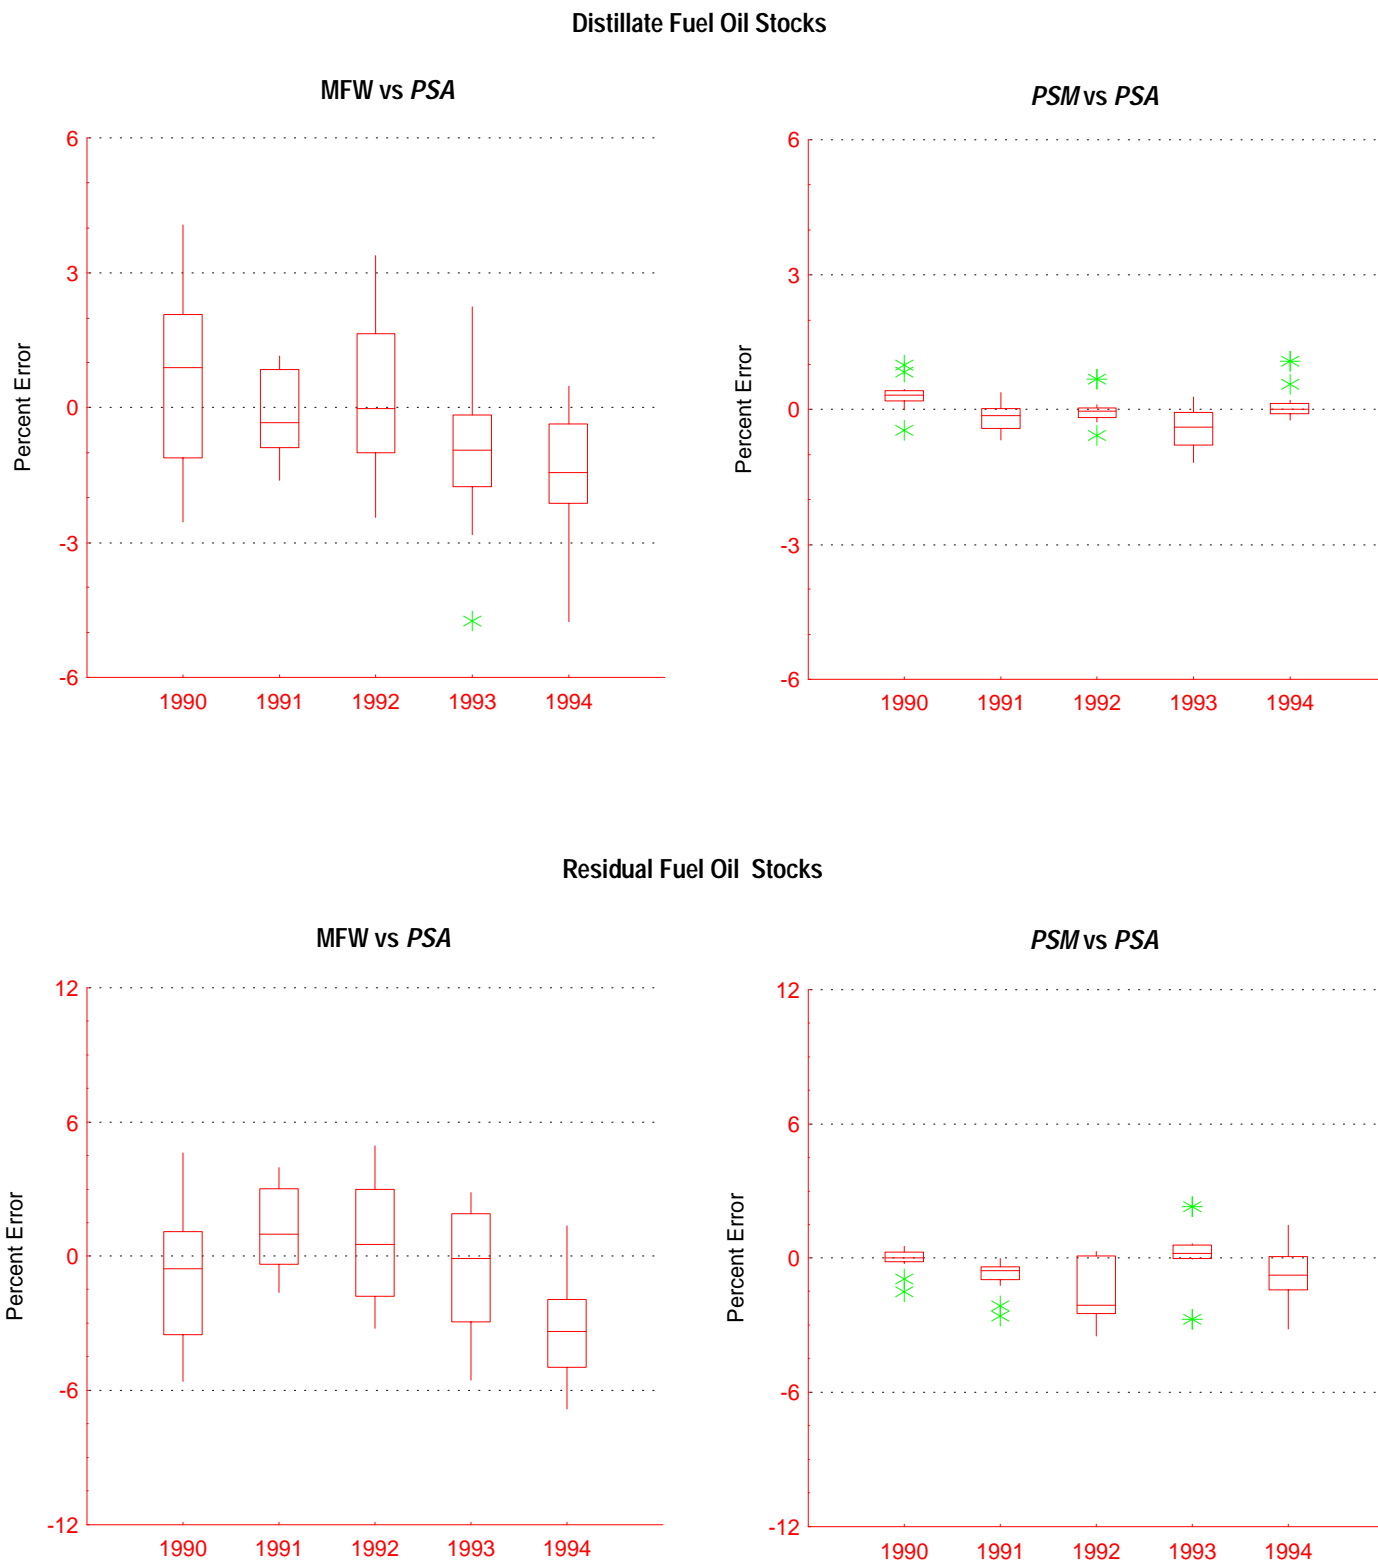 Distillate Fuel Oil Stocks
MFW vs PSA
6
3
0
-3
-6
Percent Error
1990 1991 1992 1993 1994
PSM vs PSA
6
3
0
-3
-6
Percent Error
1990 1991 1992 1993 1994
Residual Fuel Oil Stocks
MFW vs PSA
12
6
0
-6
-12
Percent Error
1990 1991 1992 1993 1994
PSM vs PSA
12
6
0
-6
-12
Percent Error
1990 1991 1992 1993 1994